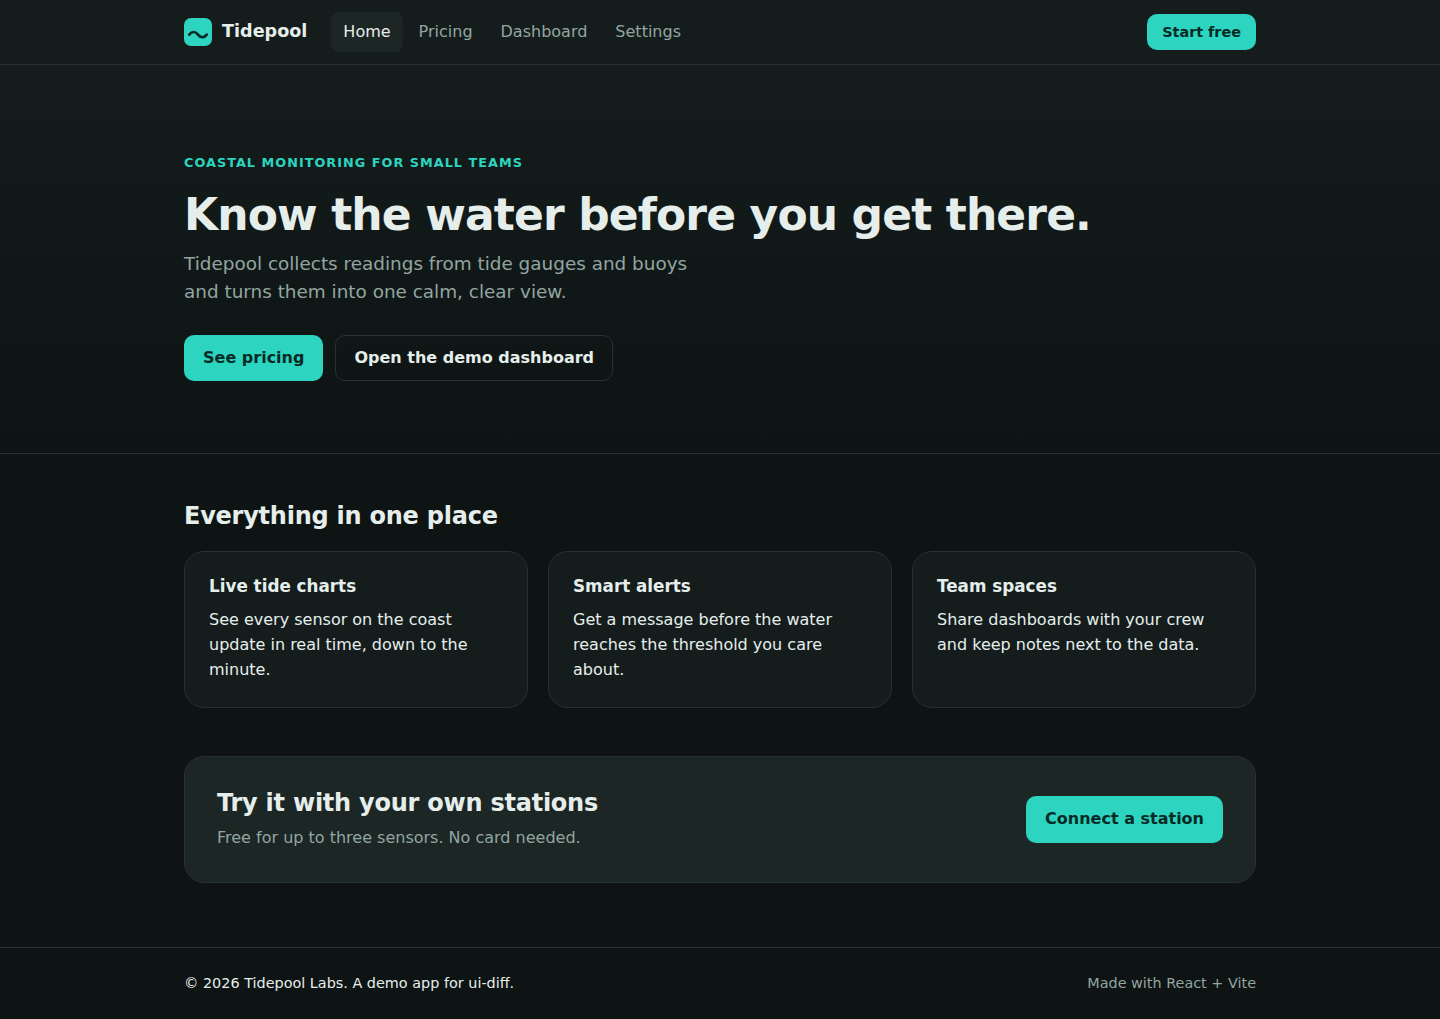 Tidepool
Home
Pricing
Dashboard
Settings
Start free
COASTAL MONITORING FOR SMALL TEAMS
Know the water before you get there.
Tidepool collects readings from tide gauges and buoys
and turns them into one calm, clear view.
See pricing
Open the demo dashboard
Everything in one place
Live tide charts
See every sensor on the coast
update in real time, down to the
minute.
Smart alerts
Get a message before the water
reaches the threshold you care
about.
Team spaces
Share dashboards with your crew
and keep notes next to the data.
Try it with your own stations
Free for up to three sensors. No card needed.
Connect a station
© 2026 Tidepool Labs. A demo app for ui-diff.
Made with React + Vite